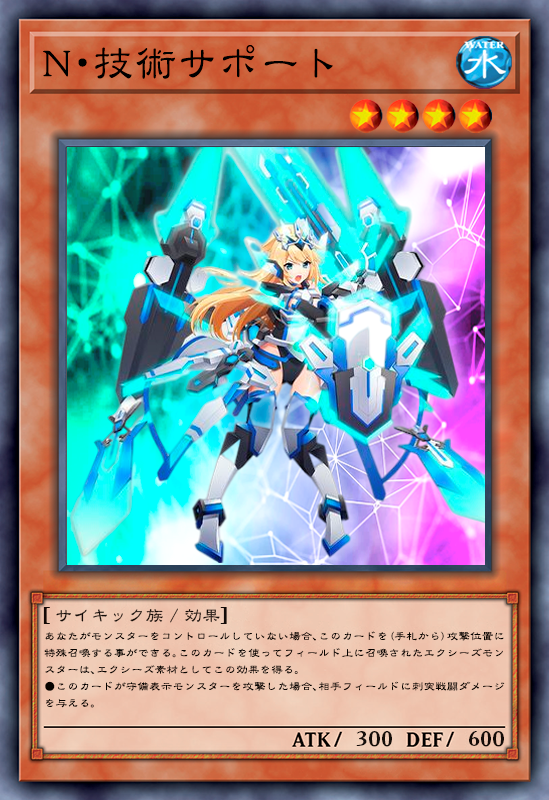 N・技術サポート
WATER
水
[サイキック族/効果]
あなたがモンスターをコントロールしていない場合、このカードを(手札から)攻撃位置に
特殊召喚する事ができる。このカードを使ってフィールド上に召喚されたエクシーズモン
スターは、エクシーズ素材としてこの効果を得る。
●このカードが守備表示モンスターを攻撃した場合、相手フィールドに刺突戦闘ダメージ
を与える。
ATK/ 300 DEF/ 600